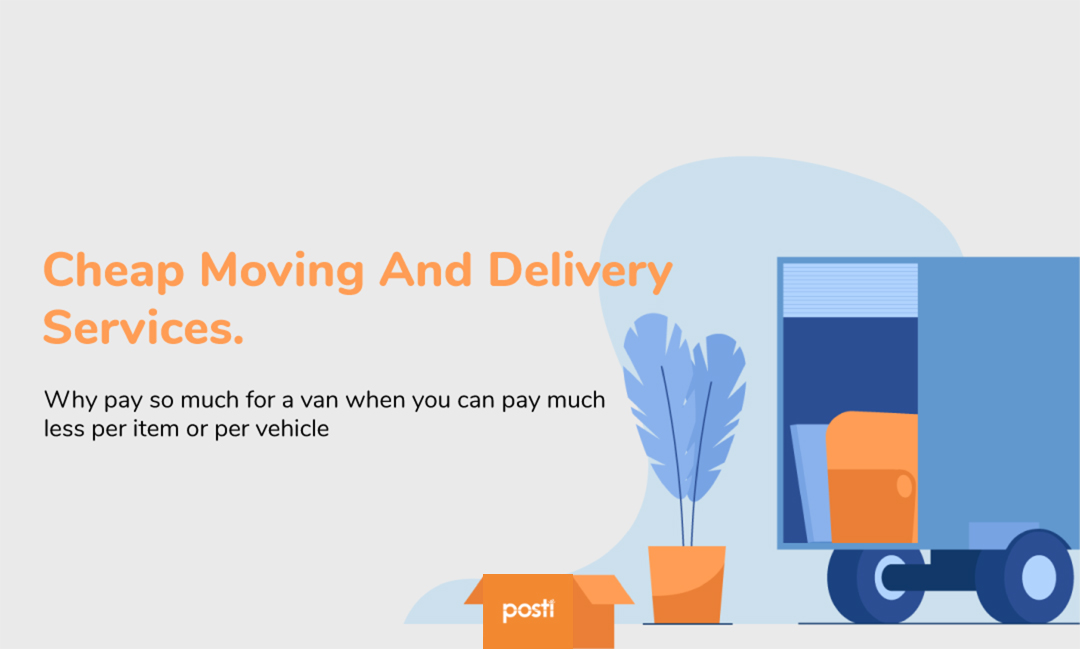 Cheap Moving And Delivery
Services.
Why pay so much for a van when you can pay much
less per item or per vehicle
posti